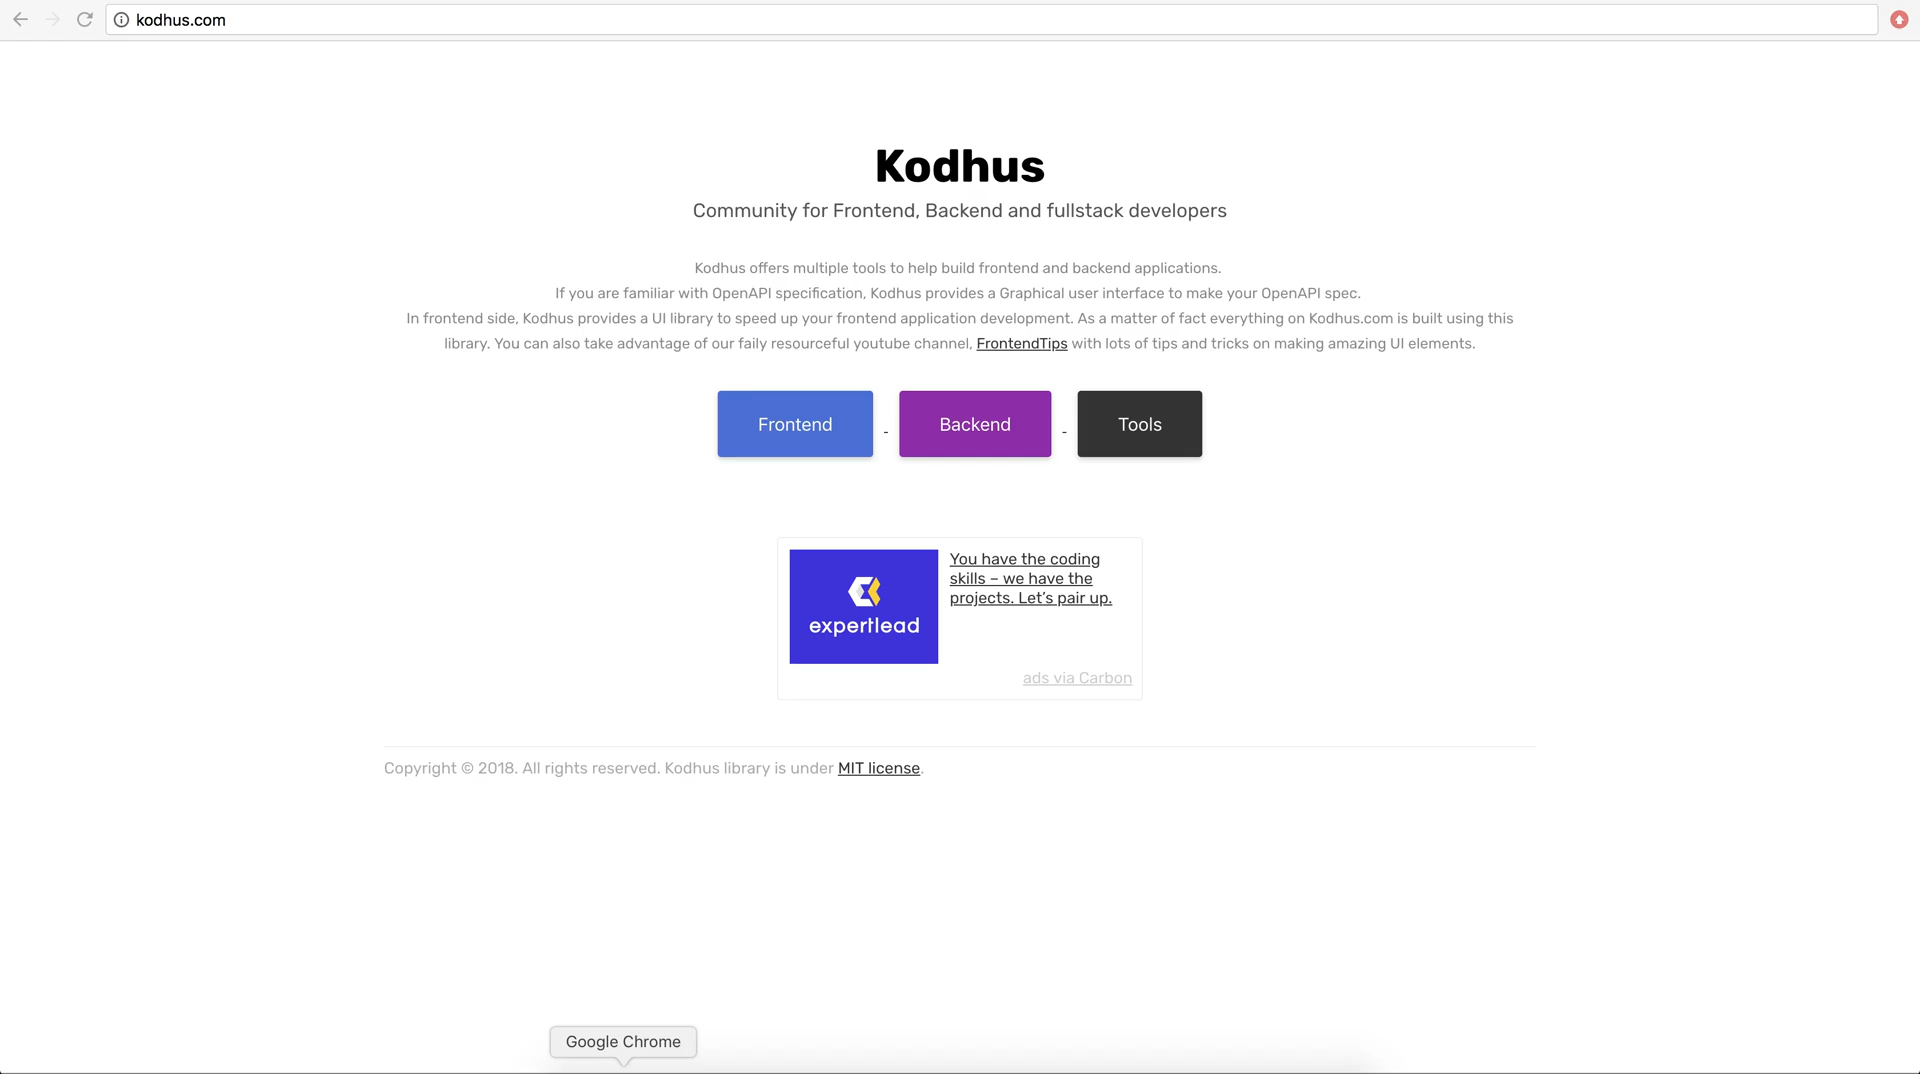 kodhus.com
Kodhus
Community for Frontend, Backend and fullstack developers
Kodhus offers multiple tools to help build frontend and backend applications.
If you are familiar with OpenAPI specification, Kodhus provides a Graphical user interface to make your OpenAPI spec.
In frontend side, Kodhus provides a UI library to speed up your frontend application development. As a matter of fact everything on Kodhus.com is built using this
library. You can also take advantage of our faily resourceful youtube channel, FrontendTips with lots of tips and tricks on making amazing UI elements.
Frontend - Backend - Tools
You have the coding
skills – we have the
projects. Let's pair up.
expertlead
ads via Carbon
Copyright © 2018. All rights reserved. Kodhus library is under MIT license.
Google Chrome